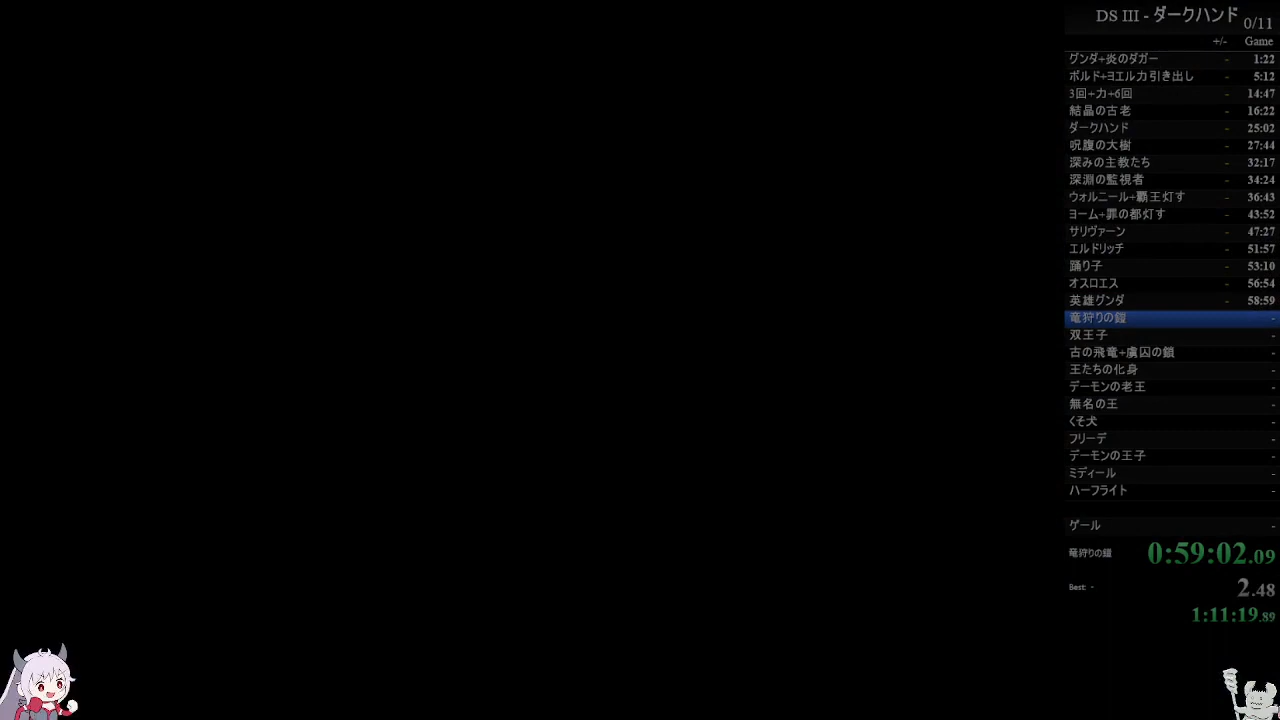 DS III - ダークハンド
0/11
+/- Game
グンダ+炎のダガー - 1:22
ボルド+ヨエル力引き出し - 5:12
3回+力+6回 - 14:47
結晶の古老 - 16:22
ダークハンド - 25:02
呪腹の大樹 - 27:44
深みの主教たち - 32:17
深淵の監視者 - 34:24
ウォルニール+覇王灯す - 36:43
ヨーム+罪の都灯す - 43:52
サリヴァーン - 47:27
エルドリッチ - 51:57
踊り子 - 53:10
オスロエス - 56:54
英雄グンダ - 58:59
竜狩りの鎧 -
双王子 -
古の飛竜+虜囚の鎖 -
王たちの化身 -
デーモンの老王 -
無名の王 -
くそ犬 -
フリーデ -
デーモンの王子 -
ミディール -
ハーフライト -
ゲール -
竜狩りの鎧 0:59:02.09
Best: - 2.48
1:11:19.89